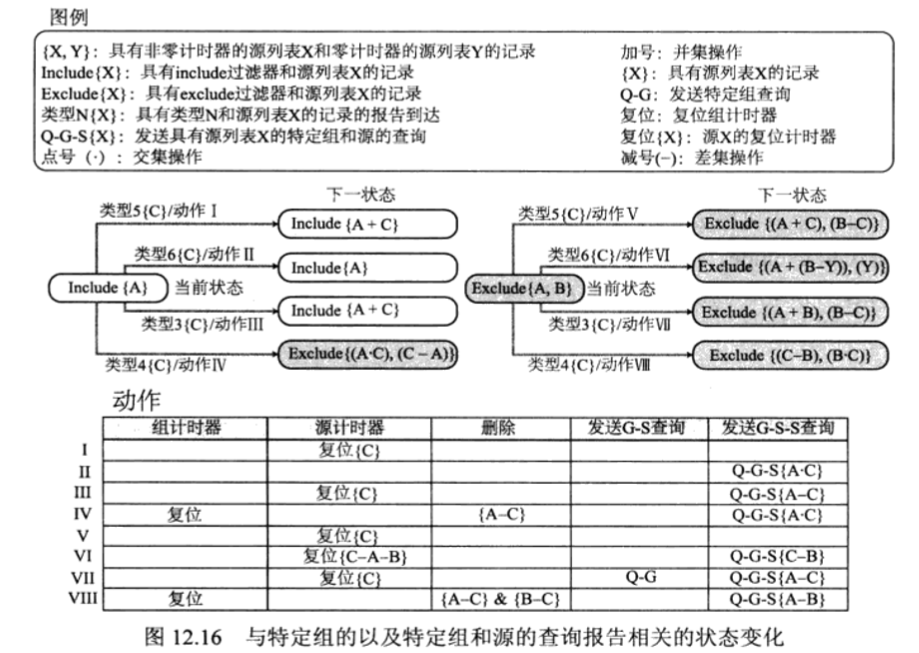 图例
{X, Y}：具有非零计时器的源列表X和零计时器的源列表Y的记录
Include{X}：具有include过滤器和源列表X的记录
Exclude{X}：具有exclude过滤器和源列表X的记录
类型N{X}：具有类型N和源列表X的记录的报告到达
Q-G-S{X}：发送具有源列表X的特定组和源的查询
点号（·）：交集操作
加号：并集操作
{X}：具有源列表X的记录
Q-G：发送特定组查询
复位：复位组计时器
复位{X}：源X的复位计时器
减号(−)：差集操作
下一状态
类型5{C}/动作Ⅰ
Include {A + C}
类型6{C}/动作Ⅱ
Include{A}
Include {A}
当前状态
类型3{C}/动作Ⅲ
Include {A + C}
类型4{C}/动作Ⅳ
Exclude{(A·C), (C − A)}
下一状态
类型5{C}/动作Ⅴ
Exclude {(A + C), (B−C)}
类型6{C}/动作Ⅵ
Exclude {(A + (B−Y)), (Y)}
Exclude{A, B}
当前状态
类型3{C}/动作Ⅶ
Exclude {(A + B), (B−C)}
类型4{C}/动作Ⅷ
Exclude {(C−B), (B·C)}
动作
组计时器 源计时器 删除 发送G-S查询 发送G-S-S查询
I 复位{C}
II Q-G-S{A·C}
III 复位{C} Q-G-S{A−C}
IV 复位 {A−C} Q-G-S{A·C}
V 复位{C}
VI 复位{C−A−B} Q-G-S{C−B}
VII 复位{C} Q-G Q-G-S{A−C}
VIII 复位 {A−C} & {B−C} Q-G-S{A−B}
图 12.16 与特定组的以及特定组和源的查询报告相关的状态变化